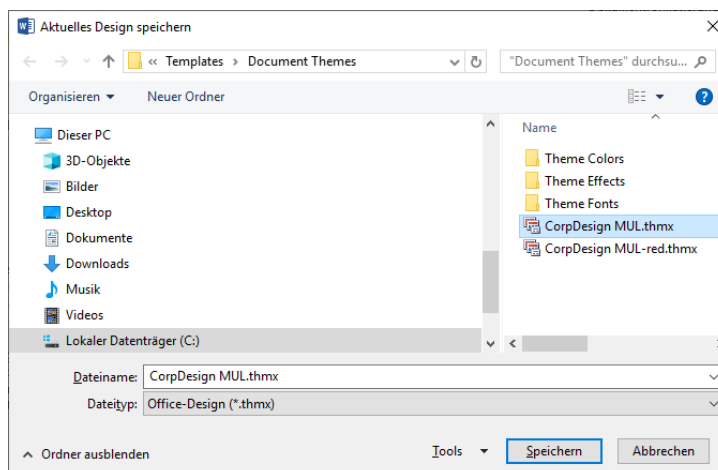 Aktuelles Design speichern
« Templates > Document Themes
"Document Themes" durchsu...
Organisieren
Neuer Ordner
?
Dieser PC
3D-Objekte
Bilder
Desktop
Dokumente
Downloads
Musik
Videos
Lokaler Datenträger (C:)
Name
Theme Colors
Theme Effects
Theme Fonts
CorpDesign MUL.thmx
CorpDesign MUL-red.thmx
Dateiname: CorpDesign MUL.thmx
Dateityp: Office-Design (*.thmx)
Ordner ausblenden
Tools
Speichern
Abbrechen